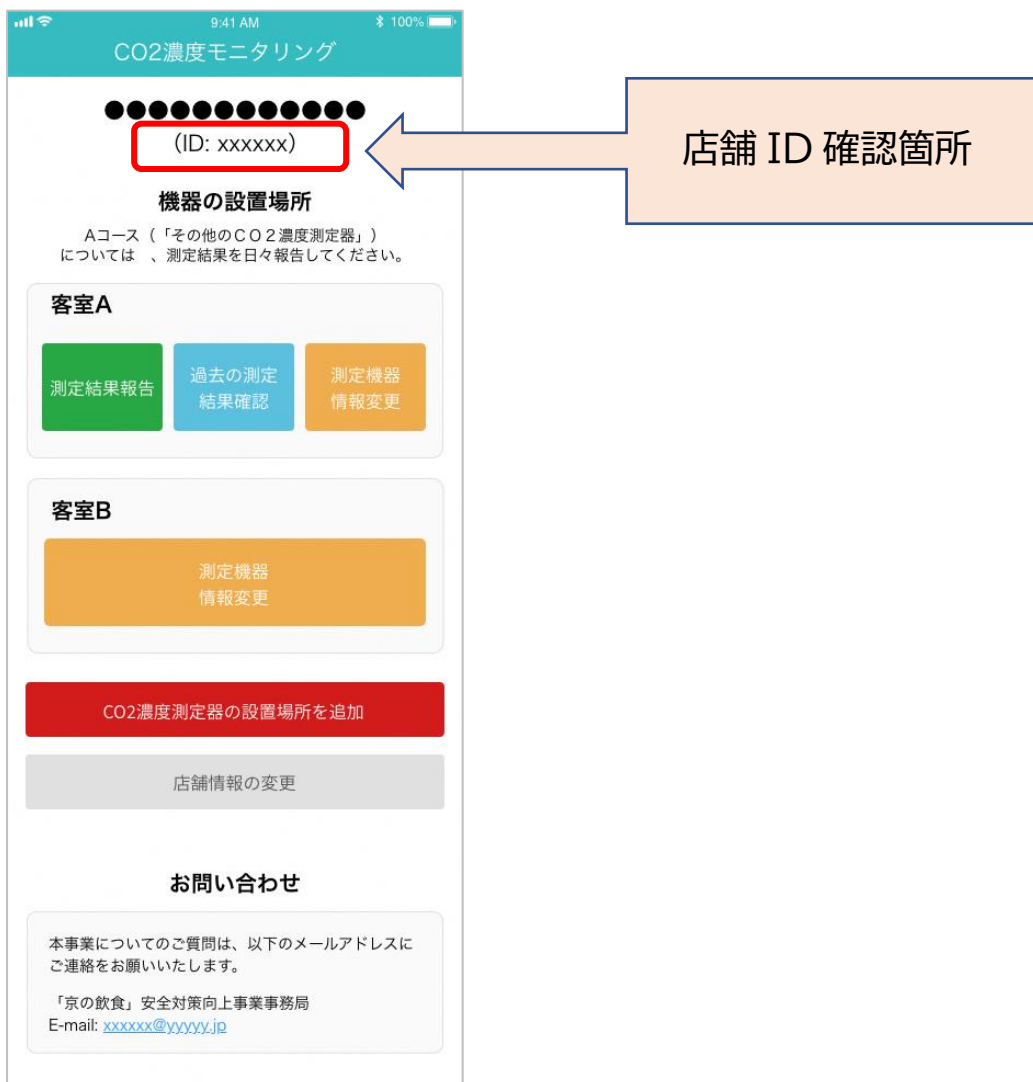 9:41 AM
100%
CO2濃度モニタリング
●●●●●●●●●●●●
（ID: xxxxxx）
店舗 ID 確認箇所
機器の設置場所
Aコース（「その他のＣＯ２濃度測定器」）
については 、測定結果を日々報告してください。
客室A
測定結果報告
過去の測定
結果確認
測定機器
情報変更
客室B
測定機器
情報変更
CO2濃度測定器の設置場所を追加
店舗情報の変更
お問い合わせ
本事業についてのご質問は、以下のメールアドレスに
ご連絡をお願いいたします。
「京の飲食」安全対策向上事業事務局
E-mail: xxxxxx@yyyyy.jp